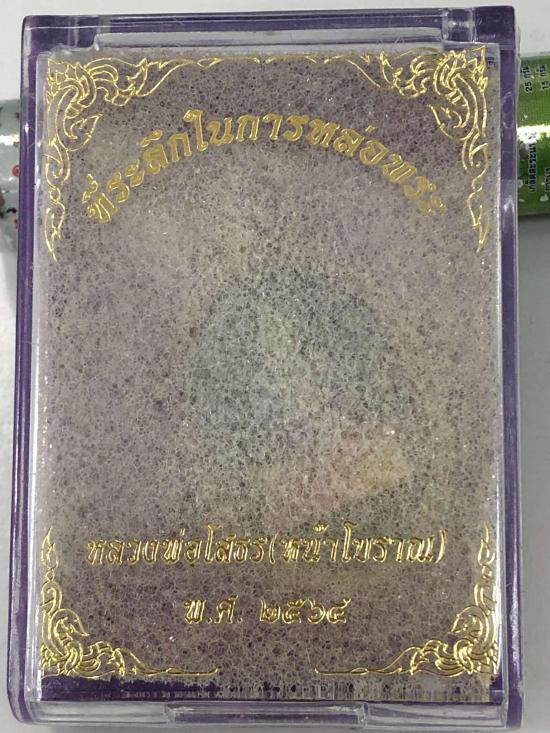 ที่ระลึกในการหล่อพระ
หลวงพ่อโสธร(หน้าโบราณ)
พ.ศ. ๒๕๖๔